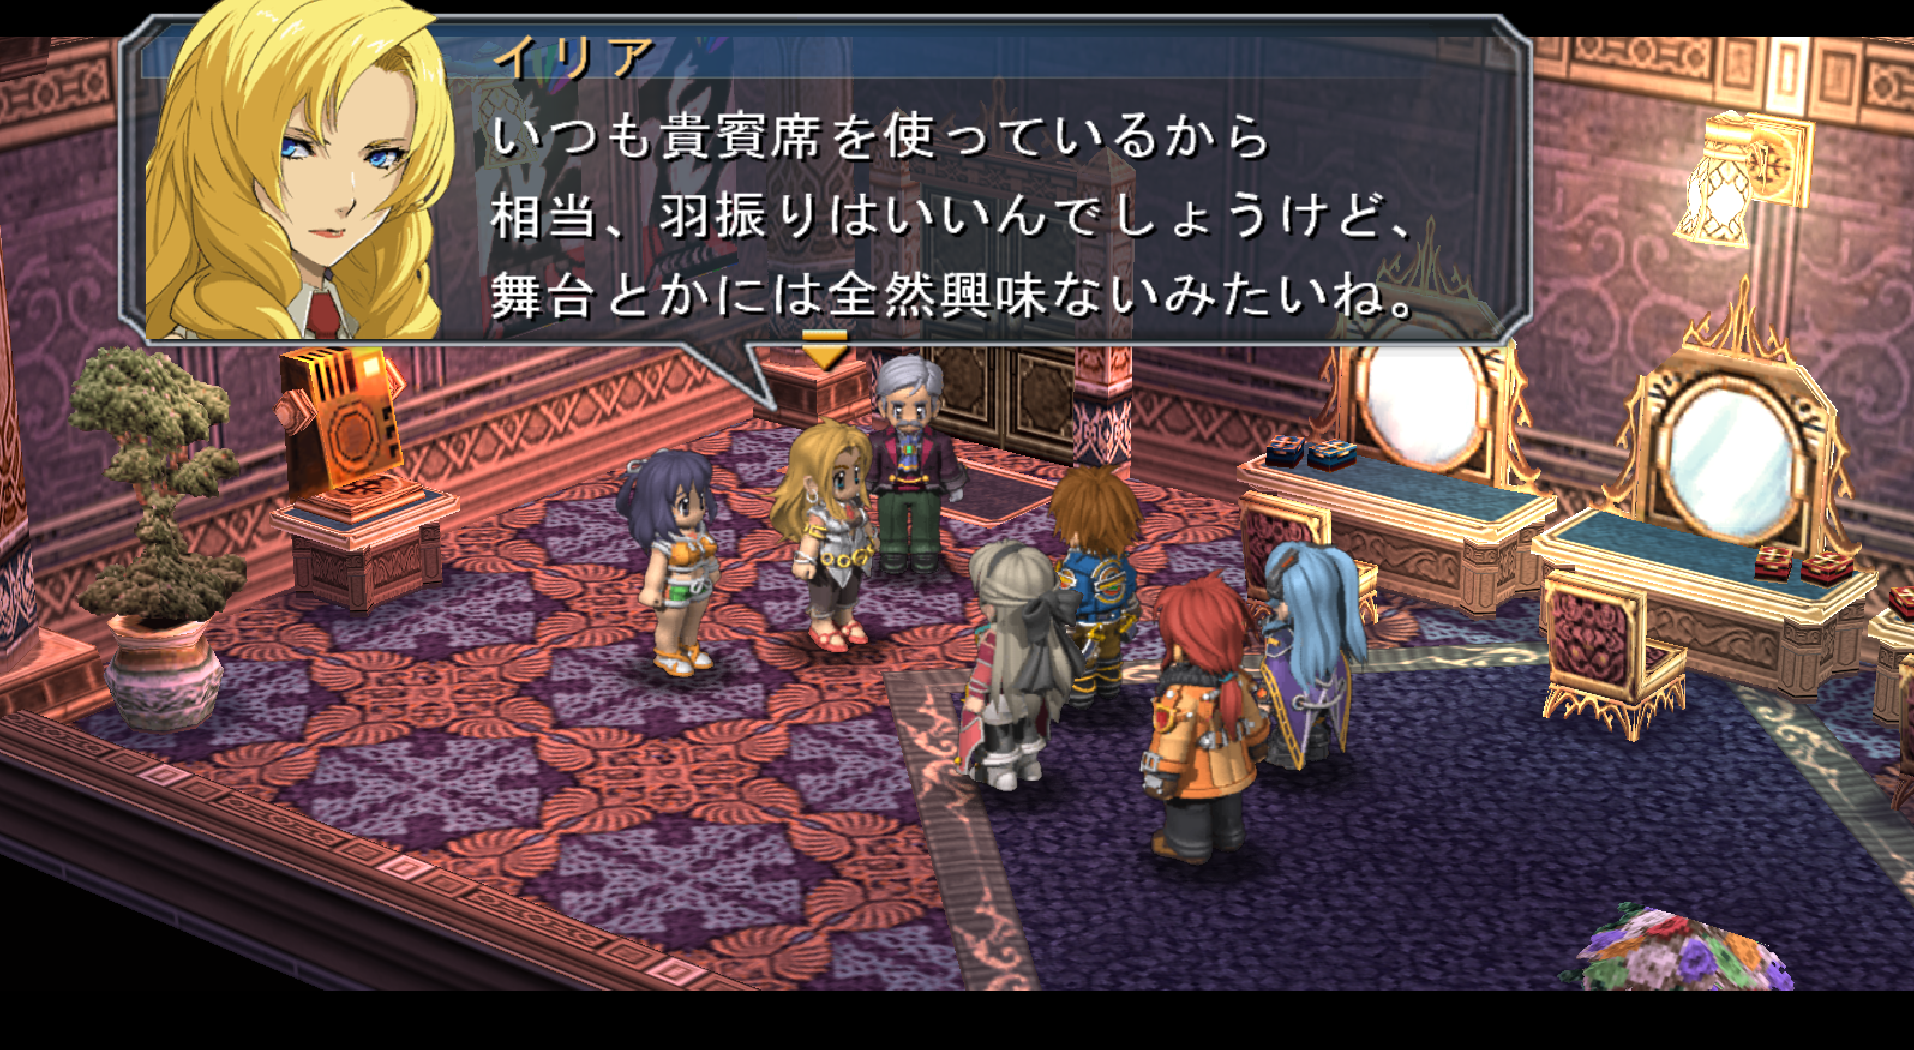 イリア
いつも貴賓席を使っているから
相当、羽振りはいいんでしょうけど、
舞台とかには全然興味ないみたいね。